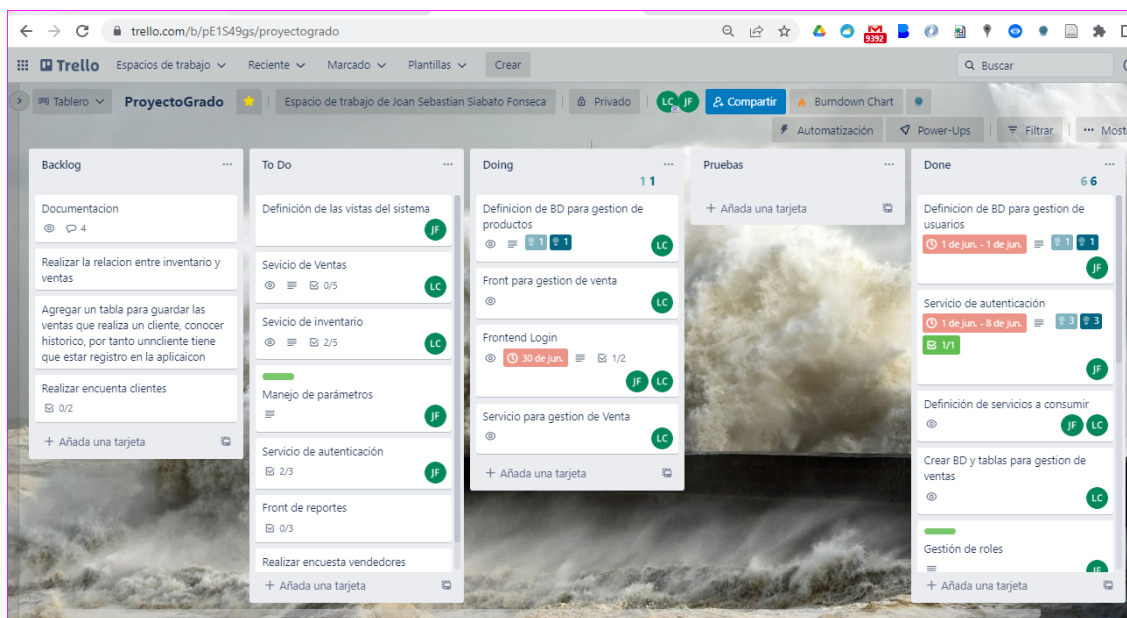 trello.com/b/pE1S49gs/proyectogrado
9392
Trello Espacios de trabajo Reciente Marcado Plantillas Crear Buscar
Tablero ProyectoGrado Espacio de trabajo de Joan Sebastian Siabato Fonseca Privado LC JF Compartir Burndown Chart
Automatización Power-Ups Filtrar Most
Backlog
Documentacion
4
Realizar la relacion entre inventario y
ventas
Agregar un tabla para guardar las
ventas que realiza un cliente, conocer
historico, por tanto unncliente tiene
que estar registro en la aplicaicon
Realizar encuenta clientes
0/2
+ Añada una tarjeta
To Do
Definición de las vistas del sistema
JF
Sevicio de Ventas
0/5 LC
Sevicio de inventario
2/5 LC
Manejo de parámetros
JF
Servicio de autenticación
2/3 JF
Front de reportes
0/3
Realizar encuesta vendedores
+ Añada una tarjeta
Doing
1 1
Definicion de BD para gestion de
productos
1 1 LC
Front para gestion de venta
LC
Frontend Login
30 de jun. 1/2
JF LC
Servicio para gestion de Venta
LC
+ Añada una tarjeta
Pruebas
+ Añada una tarjeta
Done
6 6
Definicion de BD para gestion de
usuarios
1 de jun. - 1 de jun. 1 1
JF
Servicio de autenticación
1 de jun. - 8 de jun. 3 3
1/1
JF
Definición de servicios a consumir
JF LC
Crear BD y tablas para gestion de
ventas
LC
Gestión de roles
JF
+ Añada una tarjeta